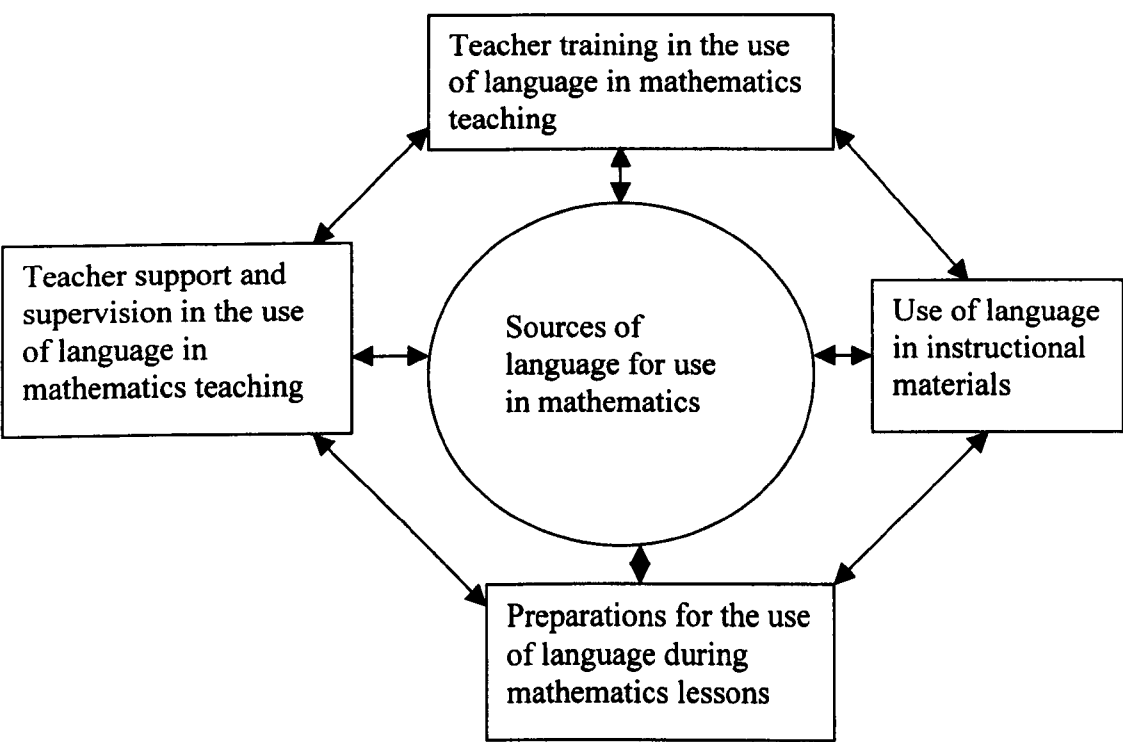 Teacher training in the use
of language in mathematics
teaching
Teacher support and
supervision in the use
of language in
mathematics teaching
Sources of
language for use
in mathematics
Use of language
in instructional
materials
Preparations for the use
of language during
mathematics lessons